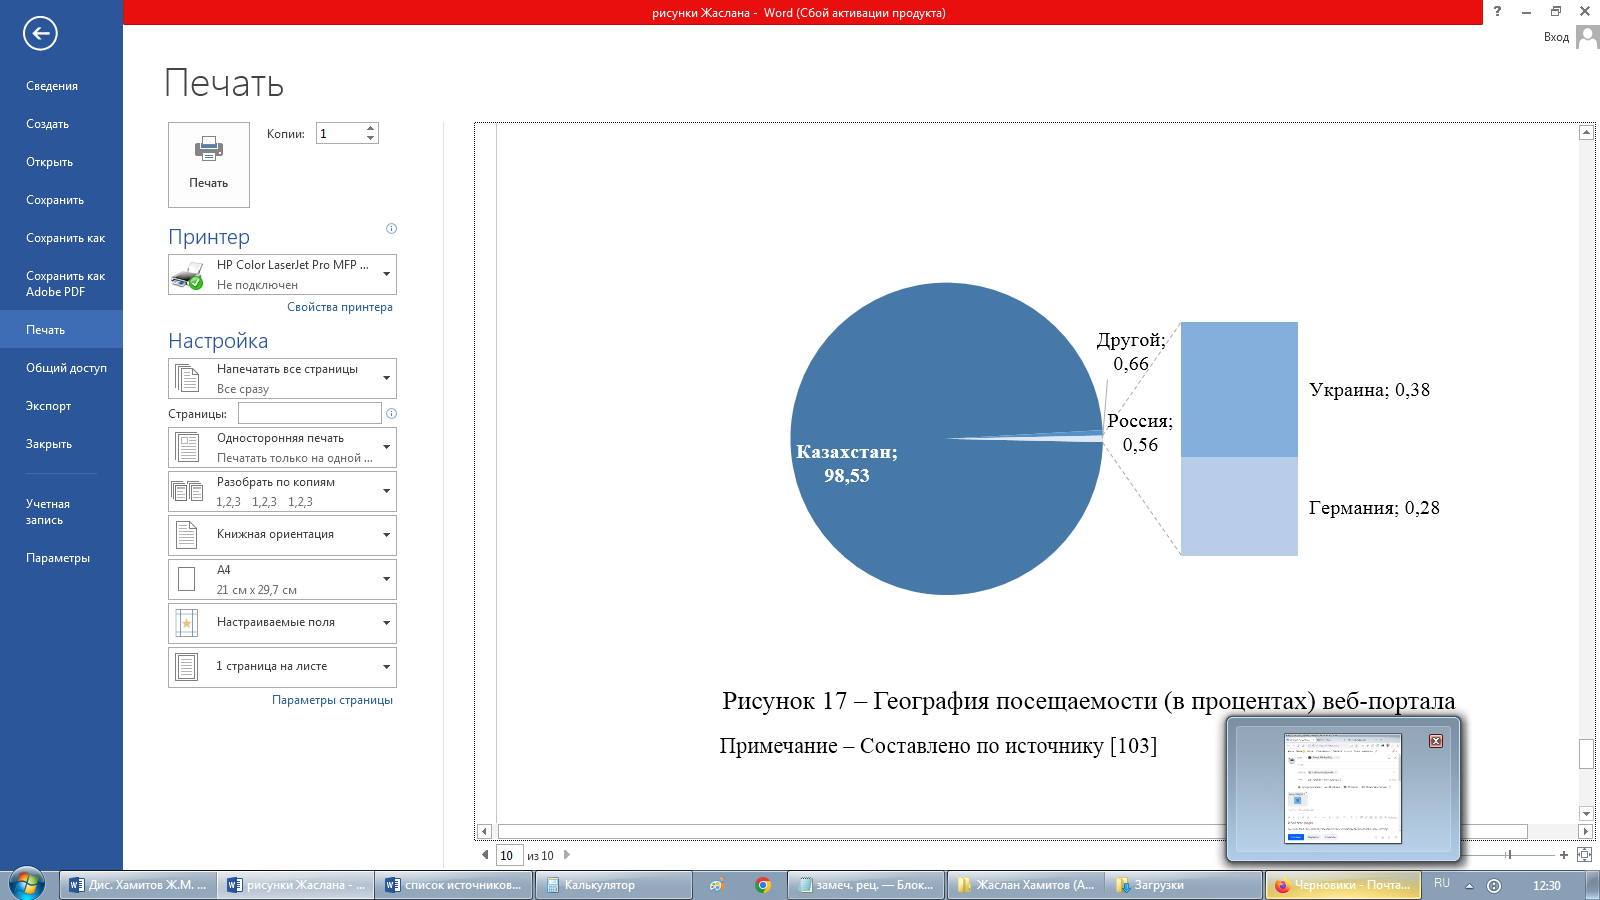 рисунки Жаслана -  Word (Сбой активации продукта)
?
Вход
Сведения
Создать
Открыть
Сохранить
Сохранить как
Сохранить как
Adobe PDF
Печать
Общий доступ
Экспорт
Закрыть
Учетная
запись
Параметры
Печать
Печать
Копии: 1
Принтер
HP Color LaserJet Pro MFP ...
Не подключен
Свойства принтера
Настройка
Напечатать все страницы
Все сразу
Страницы:
Односторонняя печать
Печатать только на одной ...
Разобрать по копиям
1,2,3 1,2,3 1,2,3
Книжная ориентация
A4
21 см x 29,7 см
Настраиваемые поля
1 страница на листе
Параметры страницы
Другой;
0,66
Россия;
0,56
Казахстан;
98,53
Украина; 0,38
Германия; 0,28
Рисунок 17 – География посещаемости (в процентах) веб-портала
Примечание – Составлено по источнику [103]
10 из 10
Дис. Хамитов Ж.М. ...
рисунки Жаслана - ...
список источников...
Калькулятор
замеч. рец. — Блок...
Жаслан Хамитов (А...
Загрузки
Черновики - Почта...
RU
12:30